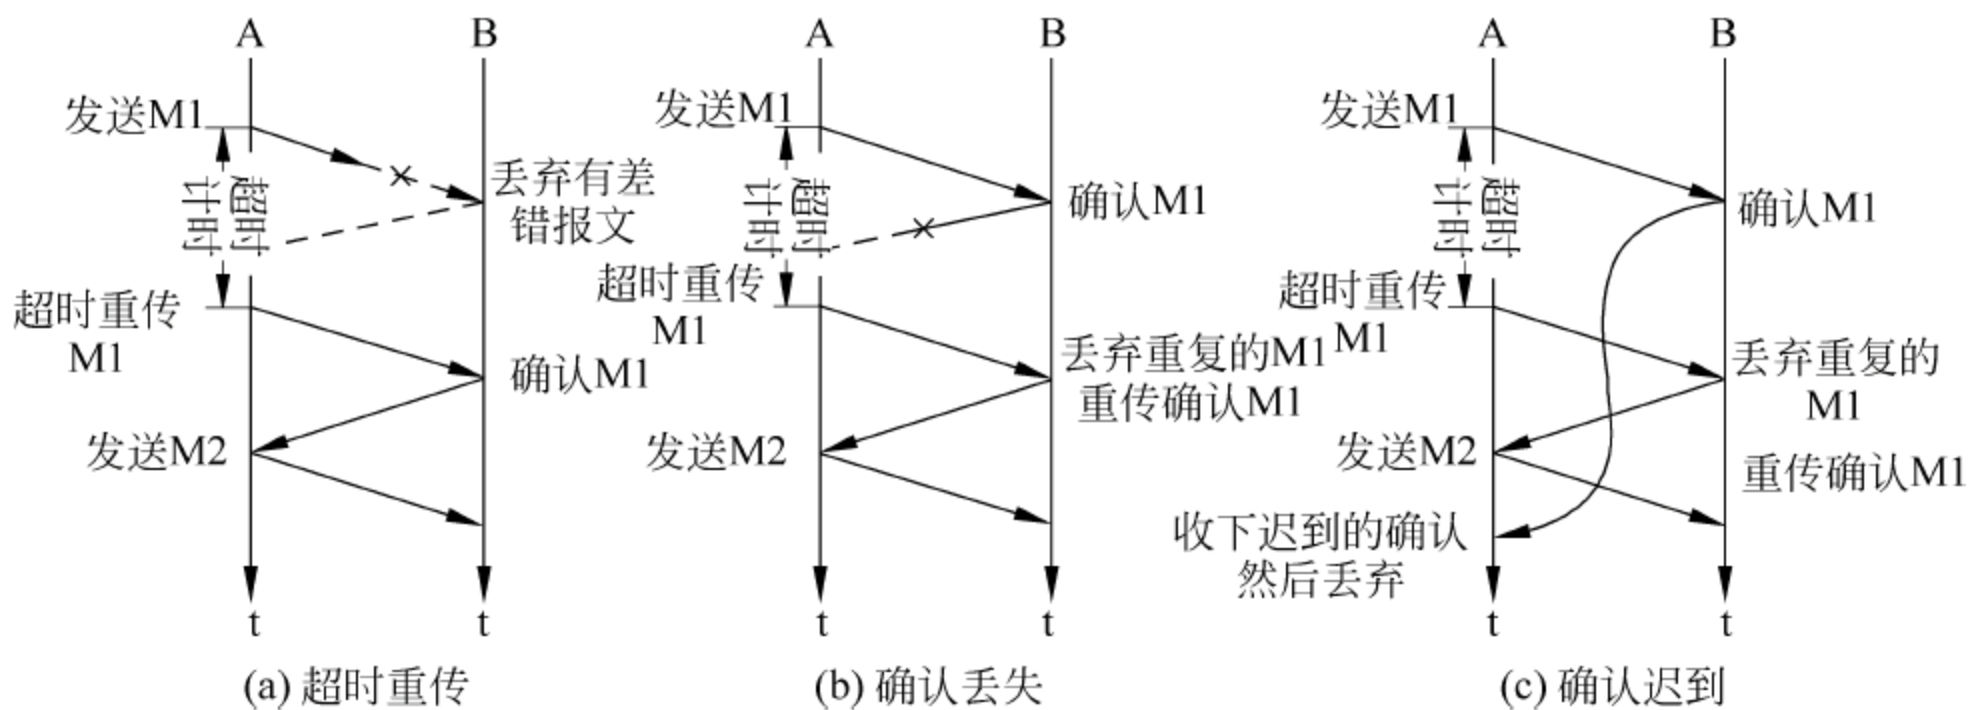 A
B
发送M1
超时
计时
丢弃有差
错报文
超时重传
M1
确认M1
发送M2
t
t
(a) 超时重传
A
B
发送M1
超时
计时
确认M1
超时重传
M1
丢弃重复的M1
重传确认M1
发送M2
t
t
(b) 确认丢失
A
B
发送M1
超时
计时
确认M1
超时重传
M1
丢弃重复的
M1
发送M2
重传确认M1
收下迟到的确认
然后丢弃
t
t
(c) 确认迟到